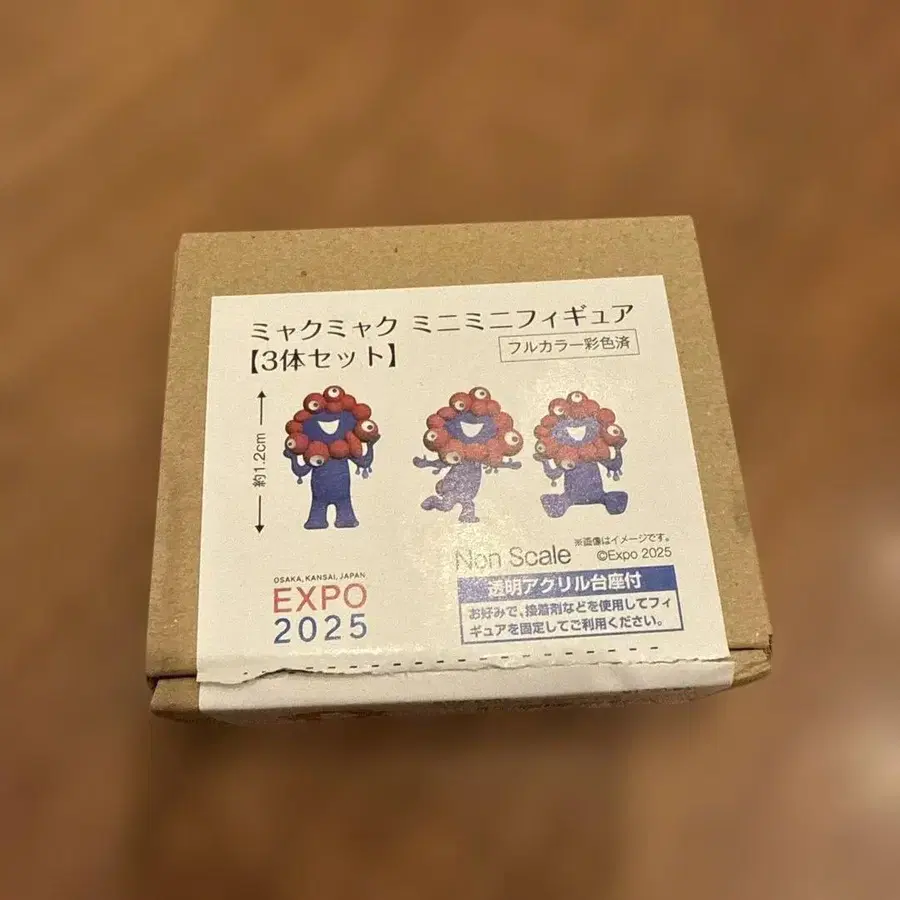 ミャクミャク ミニミニフィギュア
【3体セット】
フルカラー彩色済
約1.2cm
※画像はイメージです。
Non Scale ©Expo 2025
OSAKA, KANSAI, JAPAN
EXPO
2025
透明アクリル台座付
お好みで、接着剤などを使用してフィ
ギュアを固定してご利用ください。